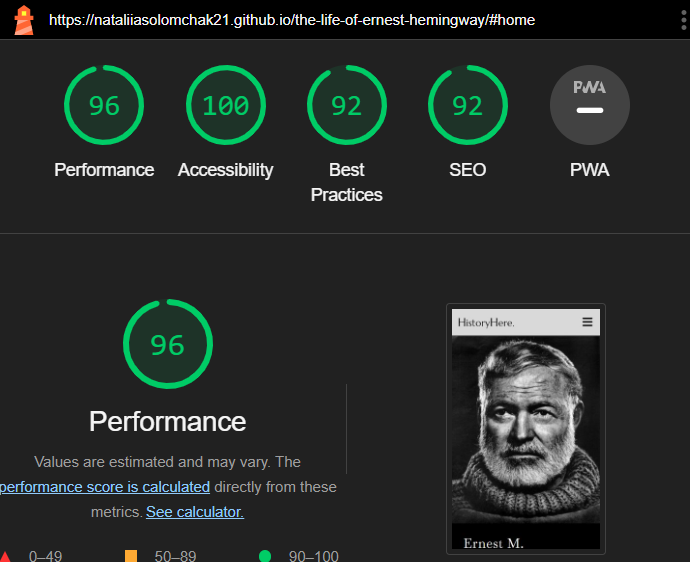 https://nataliiasolomchak21.github.io/the-life-of-ernest-hemingway/#home
96 100 92 92 PWA
Performance Accessibility Best Practices SEO PWA
96
Performance
Values are estimated and may vary. The
performance score is calculated directly from these
metrics. See calculator.
0–49 50–89 90–100
HistoryHere.
Ernest M.